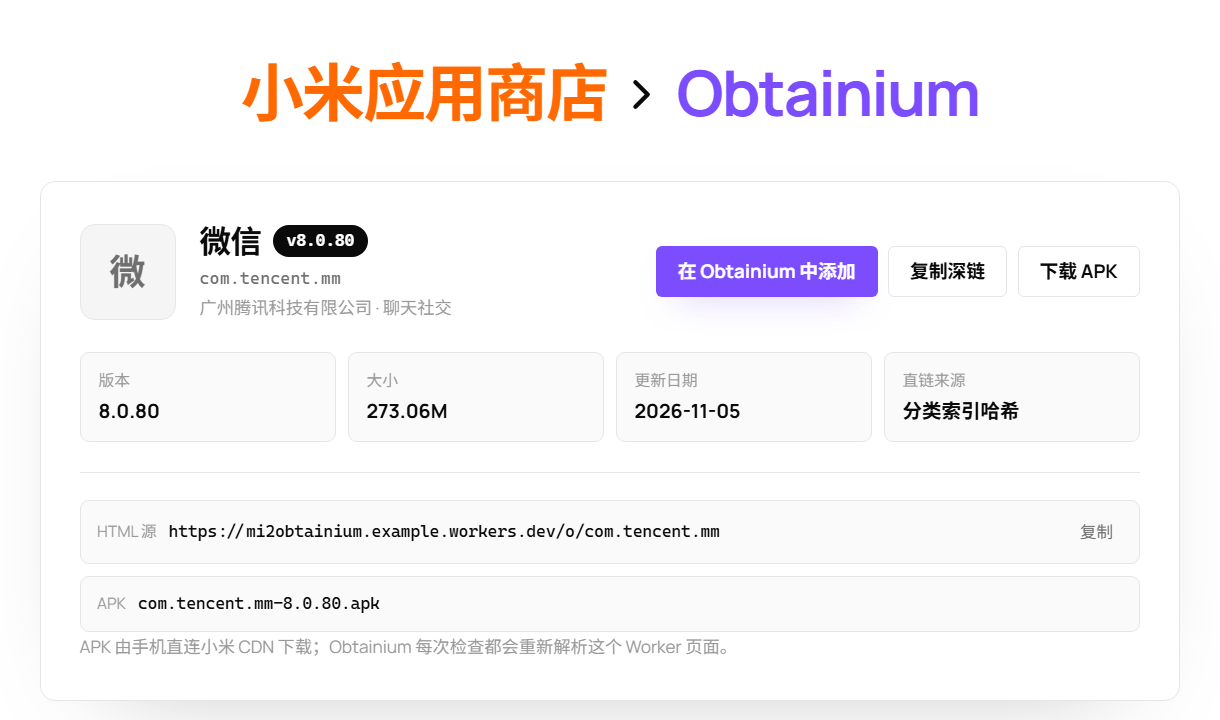 小米应用商店 › Obtainium
微
微信 v8.0.80
com.tencent.mm
广州腾讯科技有限公司 · 聊天社交
在 Obtainium 中添加
复制深链
下载 APK
版本
8.0.80
大小
273.06M
更新日期
2026-11-05
直链来源
分类索引哈希
HTML 源 https://mi2obtainium.example.workers.dev/o/com.tencent.mm 复制
APK com.tencent.mm-8.0.80.apk
APK 由手机直连小米 CDN 下载；Obtainium 每次检查都会重新解析这个 Worker 页面。